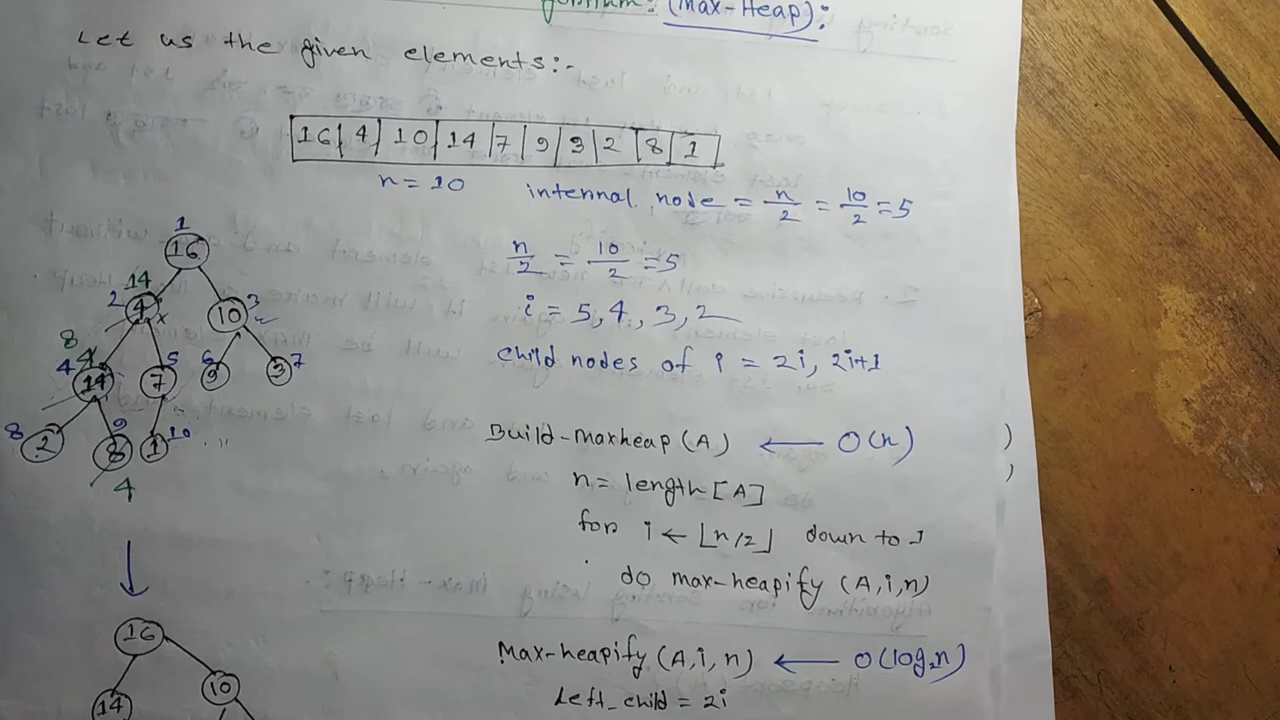 (Max-Heap):
Let us the given elements:-
16 4 10 14 7 9 3 2 8 1
n = 10 internal node = n/2 = 10/2 = 5
n/2 = 10/2 = 5
i = 5, 4, 3, 2
child nodes of i = 2i, 2i+1
1
16
14
2 4 x 10 3
8 4
4 14 7 5 6 9 3 7
8 2 9 8 1 10
4
Build-maxheap (A) ← O(n)
n = length [A]
for i ← ⌊n/2⌋ down to 1
do max-heapify (A, i, n)
16
Max-heapify (A, i, n) ← O(log n)
14 10
Left_child = 2i